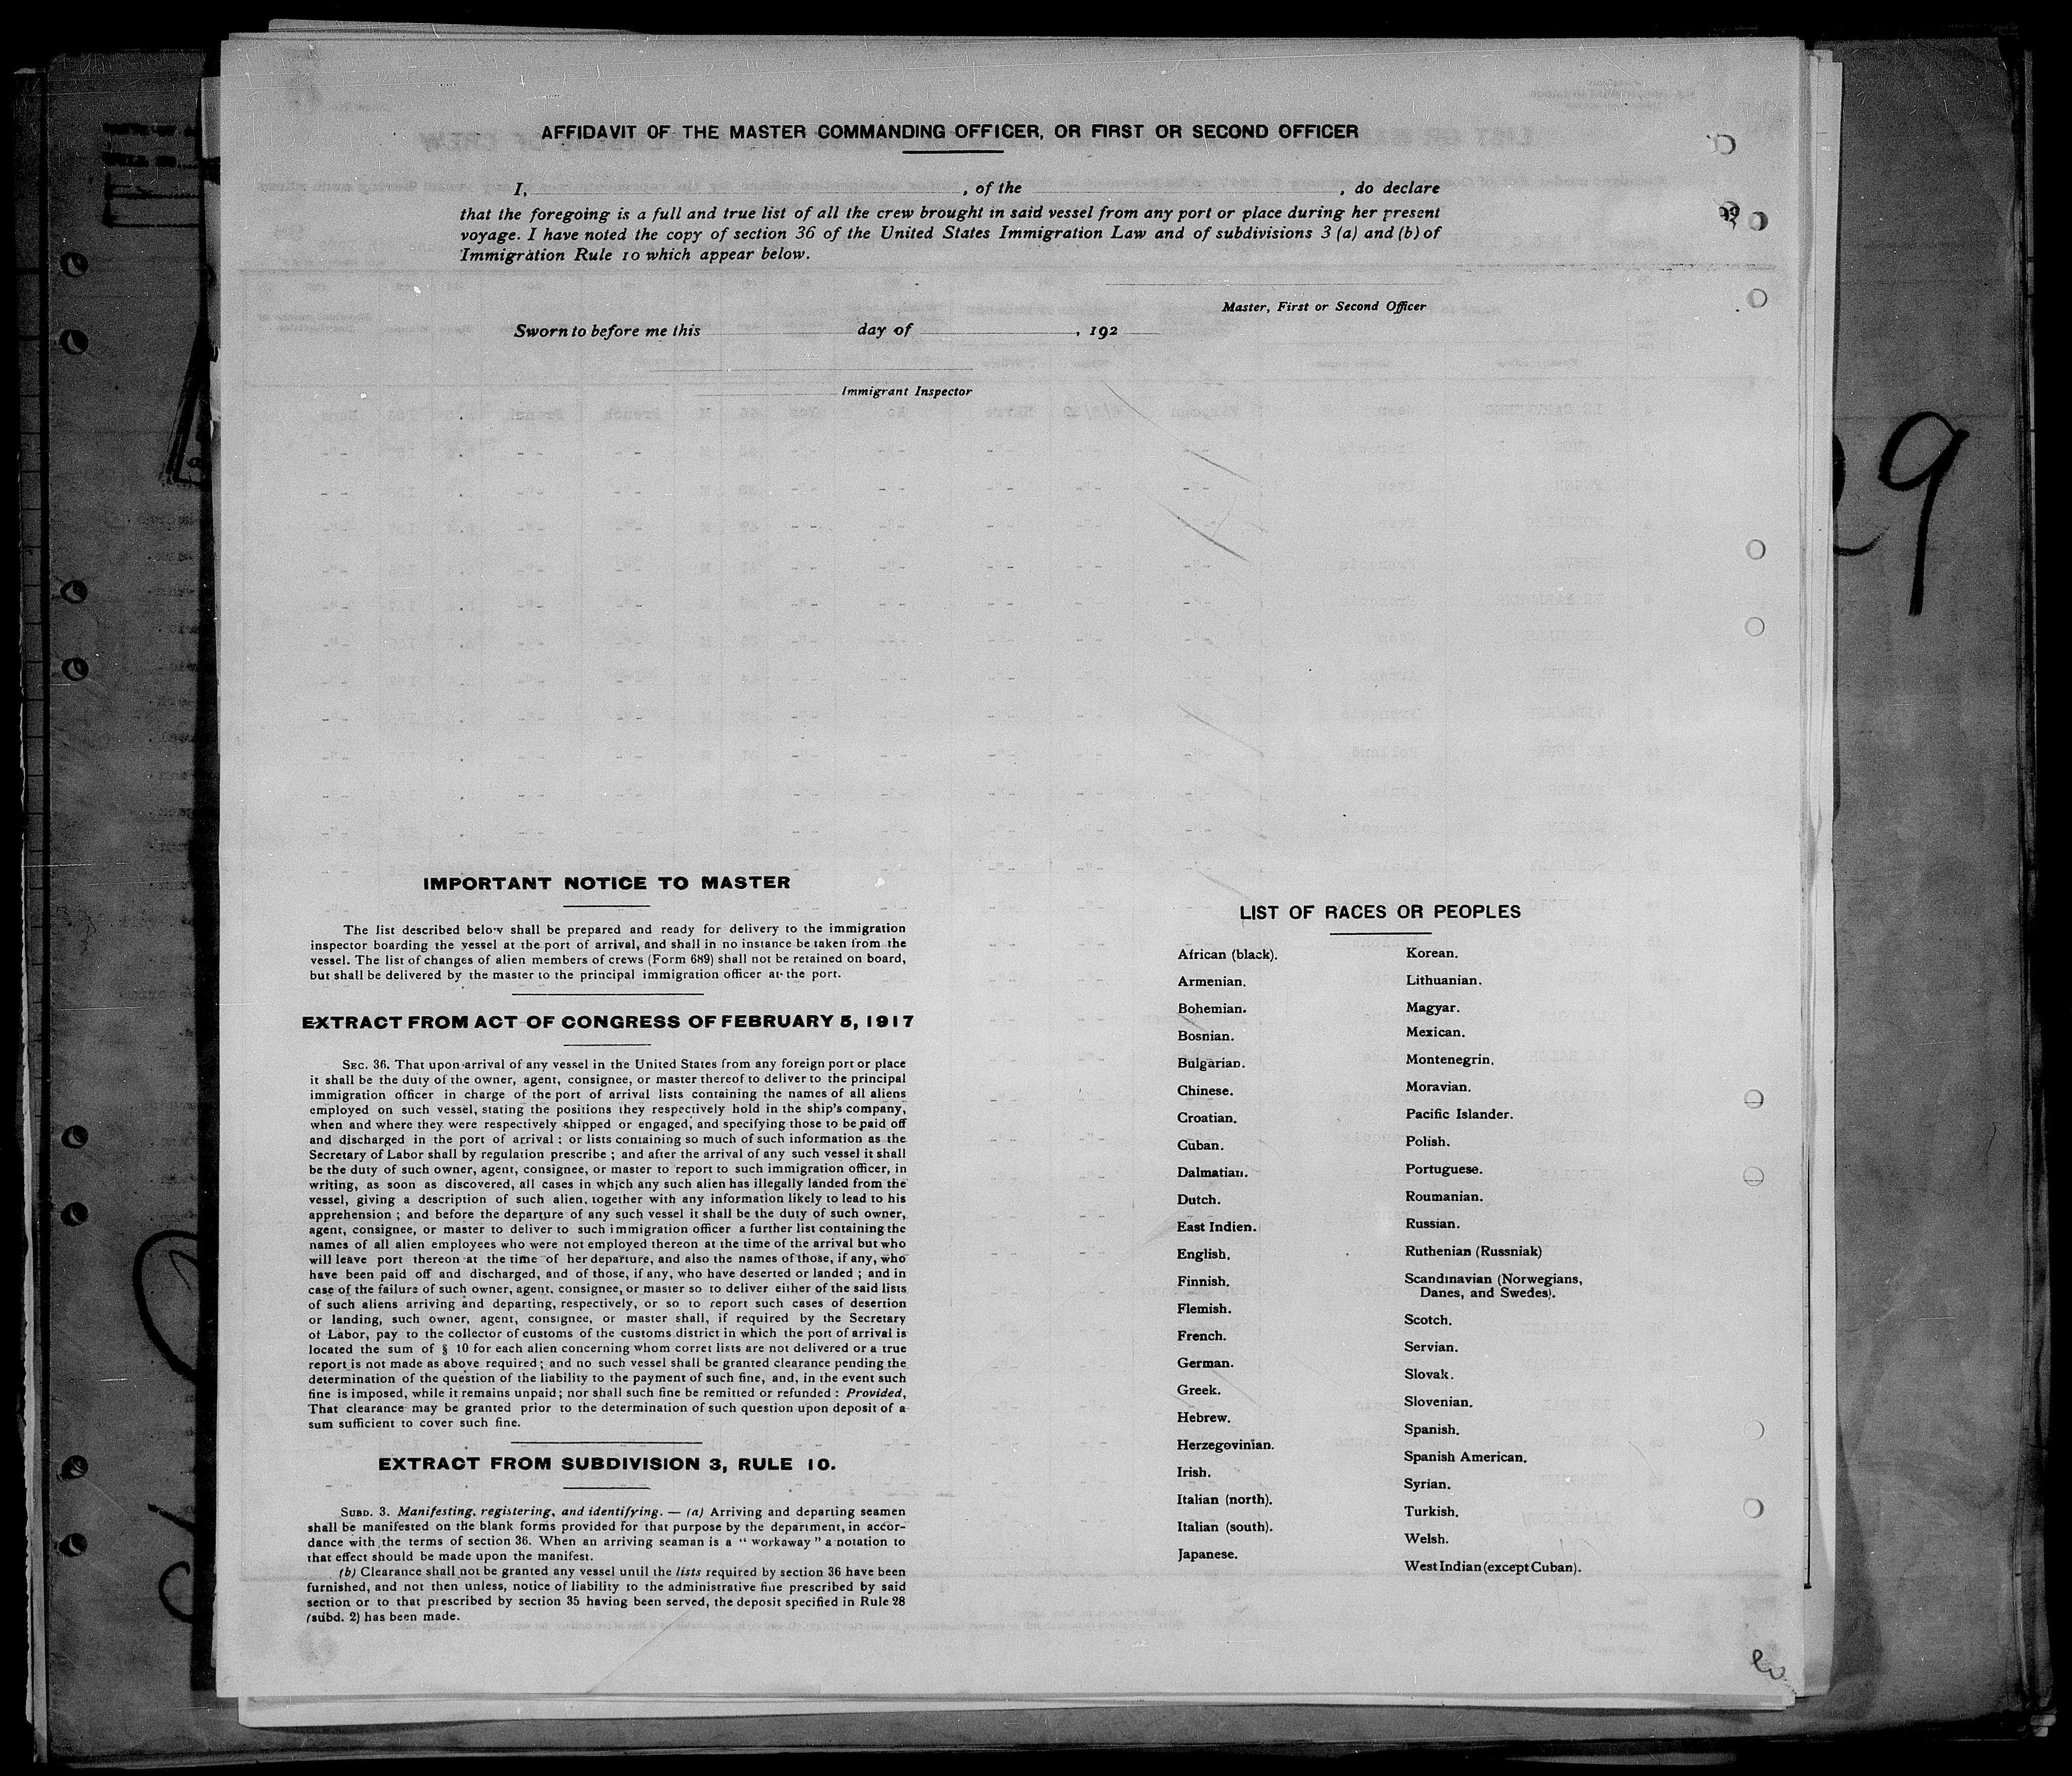 AFFIDAVIT OF THE MASTER COMMANDING OFFICER, OR FIRST OR SECOND OFFICER
I, , of the , do declare
that the foregoing is a full and true list of all the crew brought in said vessel from any port or place during her present
voyage. I have noted the copy of section 36 of the United States Immigration Law and of subdivisions 3 (a) and (b) of
Immigration Rule 10 which appear below.
Master, First or Second Officer
Sworn to before me this day of , 192
Immigrant Inspector
9
IMPORTANT NOTICE TO MASTER
The list described below shall be prepared and ready for delivery to the immigration
inspector boarding the vessel at the port of arrival, and shall in no instance be taken from the
vessel. The list of changes of alien members of crews (Form 689) shall not be retained on board,
but shall be delivered by the master to the principal immigration officer at the port.
EXTRACT FROM ACT OF CONGRESS OF FEBRUARY 5, 1917
SEC. 36. That upon arrival of any vessel in the United States from any foreign port or place
it shall be the duty of the owner, agent, consignee, or master thereof to deliver to the principal
immigration officer in charge of the port of arrival lists containing the names of all aliens
employed on such vessel, stating the positions they respectively hold in the ship's company,
when and where they were respectively shipped or engaged, and specifying those to be paid off
and discharged in the port of arrival ; or lists containing so much of such information as the
Secretary of Labor shall by regulation prescribe ; and after the arrival of any such vessel it shall
be the duty of such owner, agent, consignee, or master to report to such immigration officer, in
writing, as soon as discovered, all cases in which any such alien has illegally landed from the
vessel, giving a description of such alien, together with any information likely to lead to his
apprehension ; and before the departure of any such vessel it shall be the duty of such owner,
agent, consignee, or master to deliver to such immigration officer a further list containing the
names of all alien employees who were not employed thereon at the time of the arrival but who
will leave port thereon at the time of her departure, and also the names of those, if any, who
have been paid off and discharged, and of those, if any, who have deserted or landed ; and in
case of the failure of such owner, agent, consignee, or master so to deliver either of the said lists
of such aliens arriving and departing, respectively, or so to report such cases of desertion
or landing, such owner, agent, consignee, or master shall, if required by the Secretary
of Labor, pay to the collector of customs of the customs district in which the port of arrival is
located the sum of § 10 for each alien concerning whom corret lists are not delivered or a true
report is not made as above required ; and no such vessel shall be granted clearance pending the
determination of the question of the liability to the payment of such fine, and, in the event such
fine is imposed, while it remains unpaid ; nor shall such fine be remitted or refunded : Provided,
That clearance may be granted prior to the determination of such question upon deposit of a
sum sufficient to cover such fine.
EXTRACT FROM SUBDIVISION 3, RULE 10.
SUBD. 3. Manifesting, registering, and identifying. — (a) Arriving and departing seamen
shall be manifested on the blank forms provided for that purpose by the department, in accor-
dance with the terms of section 36. When an arriving seaman is a " workaway " a notation to
that effect should be made upon the manifest.
(b) Clearance shall not be granted any vessel until the lists required by section 36 have been
furnished, and not then unless, notice of liability to the administrative fine prescribed by said
section or to that prescribed by section 35 having been served, the deposit specified in Rule 28
(subd. 2) has been made.
LIST OF RACES OR PEOPLES
African (black).
Armenian.
Bohemian.
Bosnian.
Bulgarian.
Chinese.
Croatian.
Cuban.
Dalmatian.
Dutch.
East Indien.
English.
Finnish.
Flemish.
French.
German.
Greek.
Hebrew.
Herzegovinian.
Irish.
Italian (north).
Italian (south).
Japanese.
Korean.
Lithuanian.
Magyar.
Mexican.
Montenegrin.
Moravian.
Pacific Islander.
Polish.
Portuguese.
Roumanian.
Russian.
Ruthenian (Russniak)
Scandinavian (Norwegians,
Danes, and Swedes).
Scotch.
Servian.
Slovak.
Slovenian.
Spanish.
Spanish American.
Syrian.
Turkish.
Welsh.
West Indian (except Cuban).